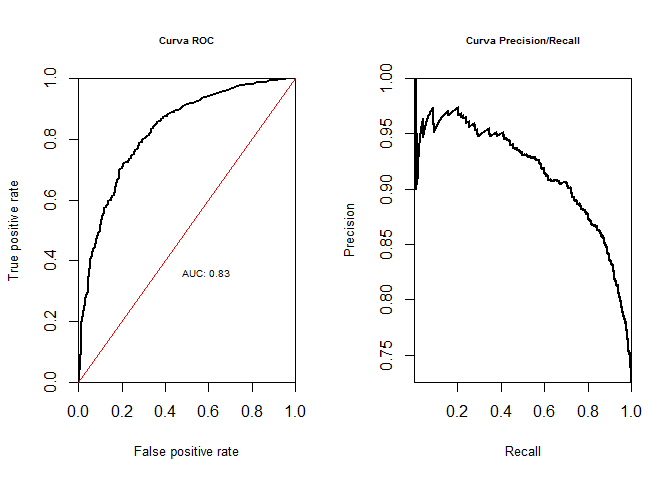 Curva ROC
True positive rate
1.0
0.8
0.6
0.4
0.2
0.0
AUC: 0.83
0.0 0.2 0.4 0.6 0.8 1.0
False positive rate
Curva Precision/Recall
Precision
1.00
0.95
0.90
0.85
0.80
0.75
0.2 0.4 0.6 0.8 1.0
Recall